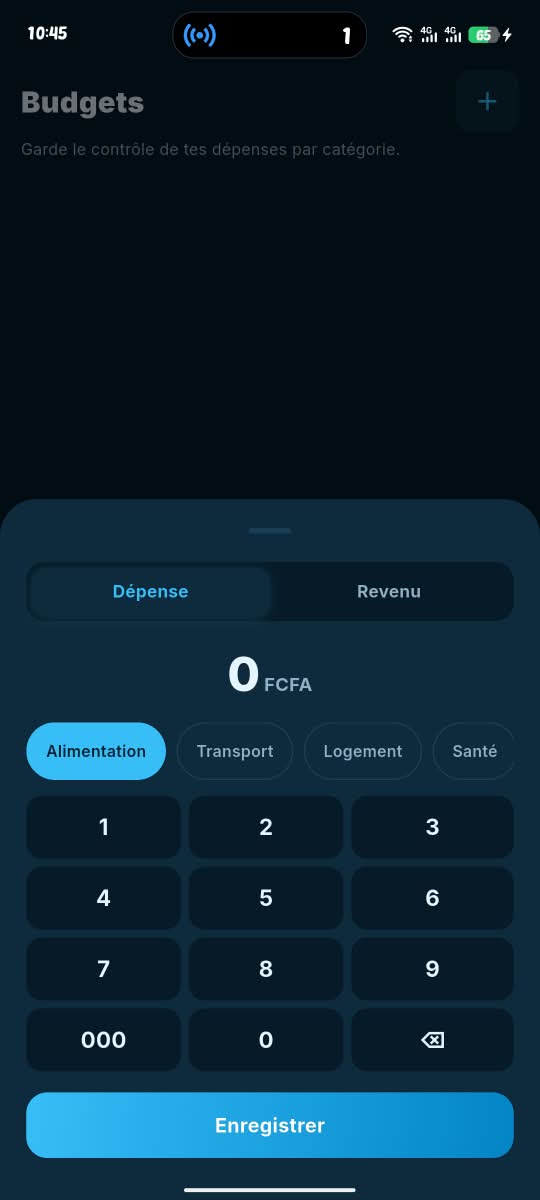 10:45
1
4G 4G 65
Budgets
+
Garde le contrôle de tes dépenses par catégorie.
Dépense Revenu
0 FCFA
Alimentation Transport Logement Santé
1 2 3
4 5 6
7 8 9
000 0
Enregistrer